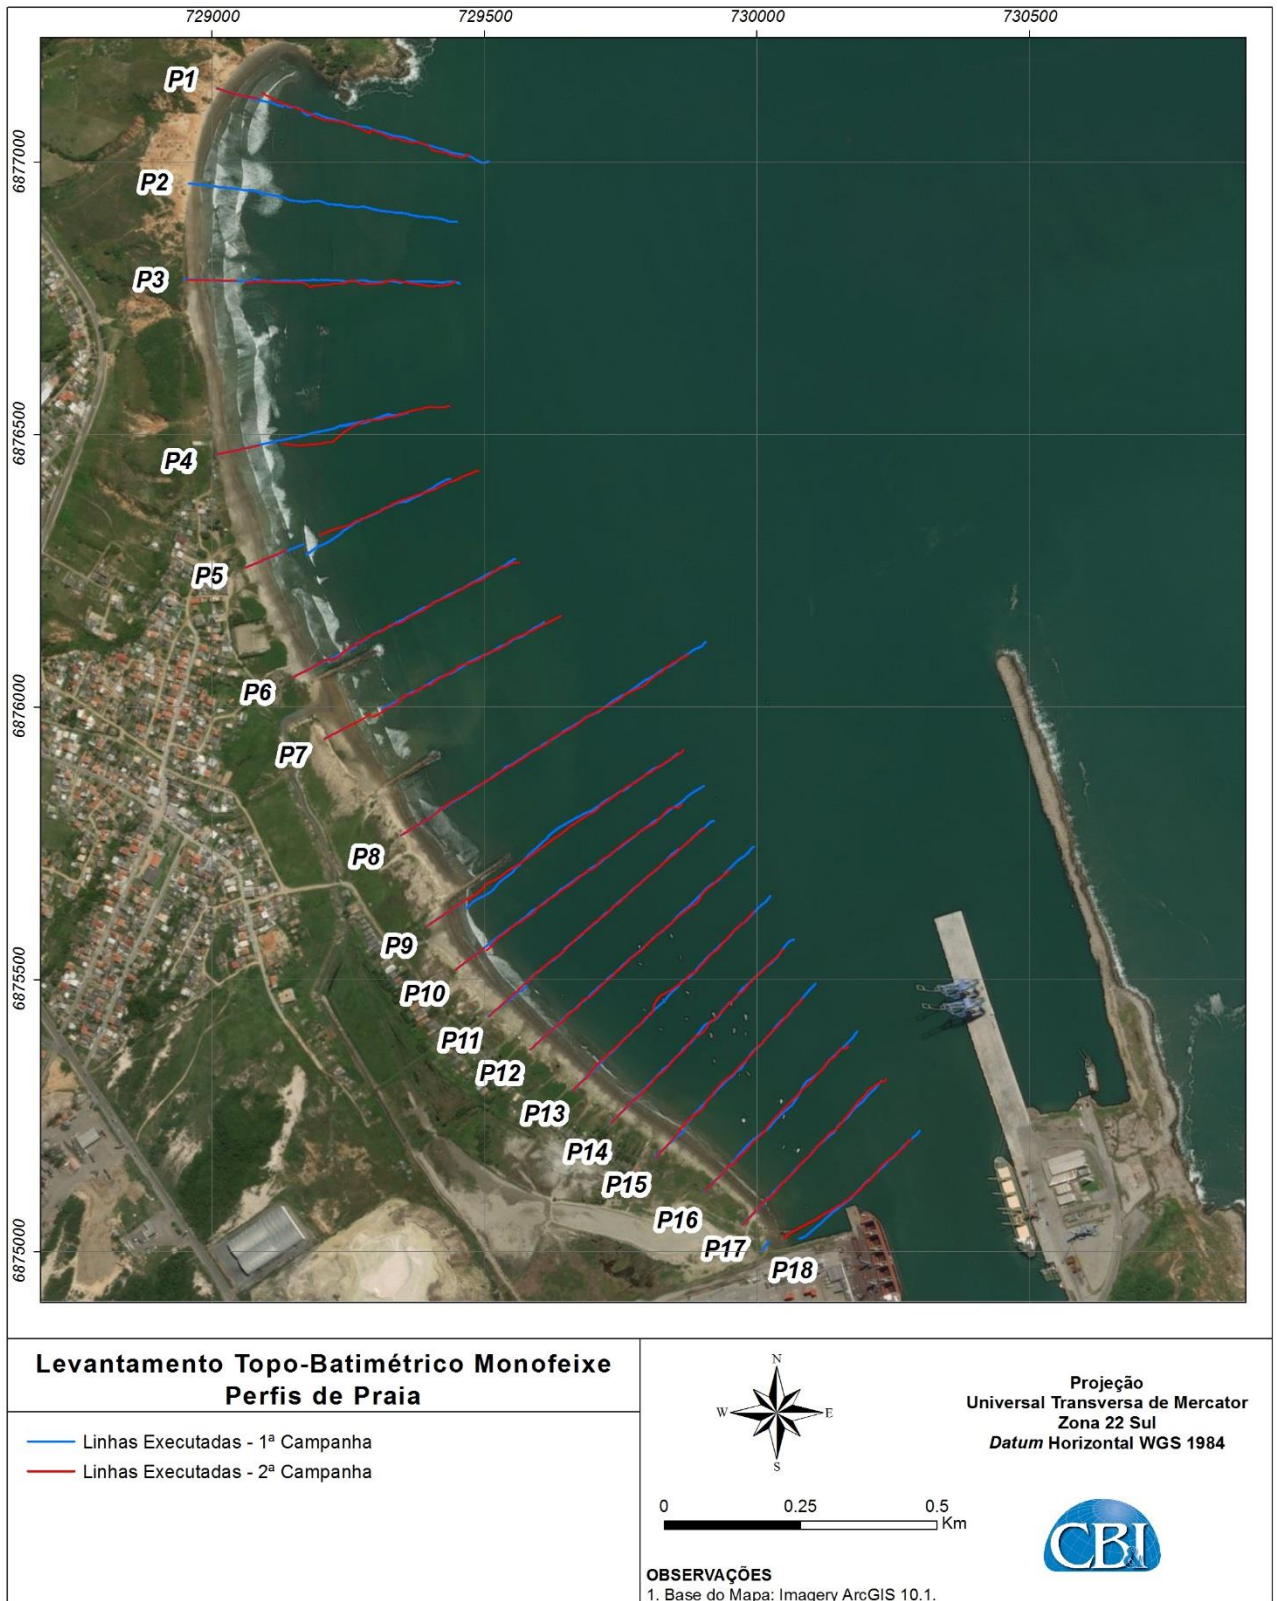 729000
729500
730000
730500
6877000
6876500
6876000
6875500
6875000
P1
P2
P3
P4
P5
P6
P7
P8
P9
P10
P11
P12
P13
P14
P15
P16
P17
P18
Levantamento Topo-Batimétrico Monofeixe
Perfis de Praia
Linhas Executadas - 1ª Campanha
Linhas Executadas - 2ª Campanha
N
W
E
S
0
0.25
0.5
Km
OBSERVAÇÕES
1. Base do Mapa: Imagery ArcGIS 10.1.
Projeção
Universal Transversa de Mercator
Zona 22 Sul
Datum Horizontal WGS 1984
CB&I